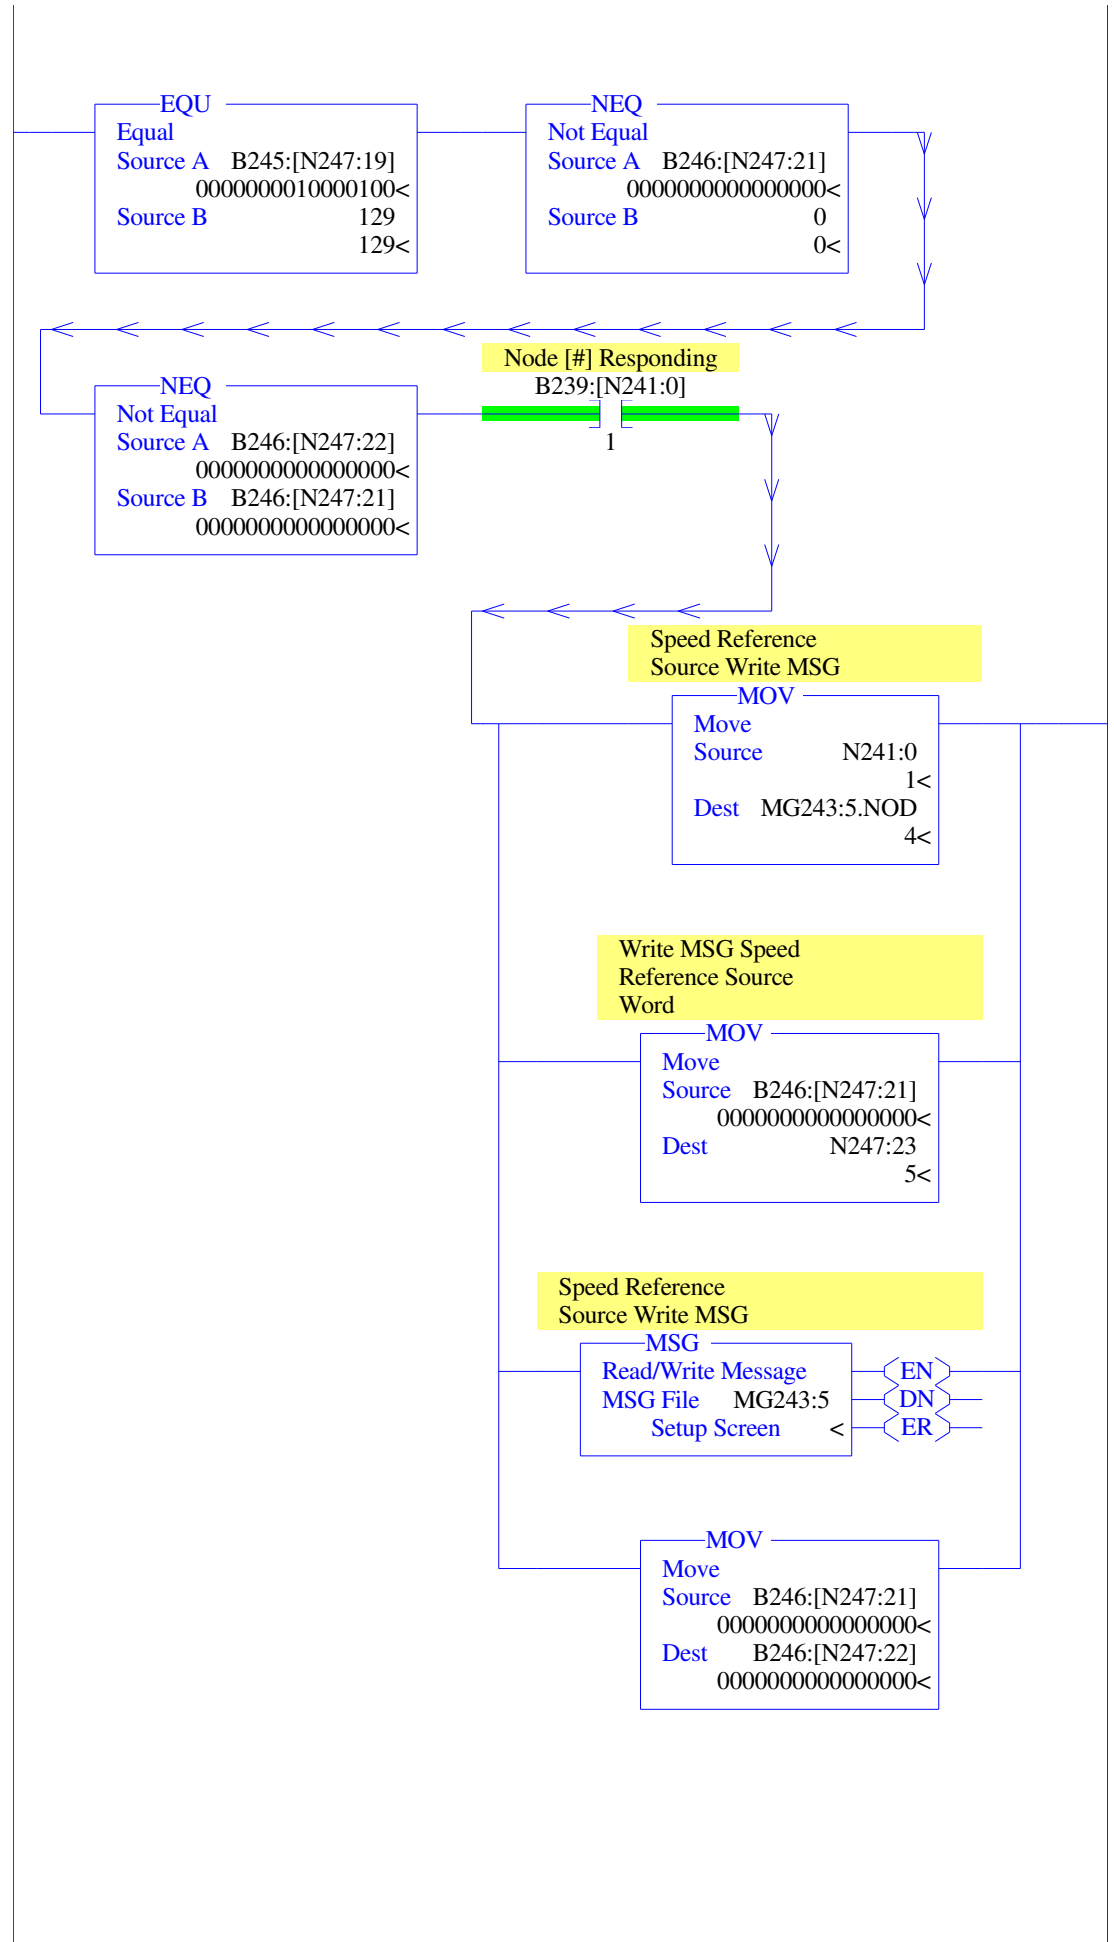 EQU
Equal
Source A B245:[N247:19]
0000000010000100<
Source B 129
129<
NEQ
Not Equal
Source A B246:[N247:21]
0000000000000000<
Source B 0
0<
NEQ
Not Equal
Source A B246:[N247:22]
0000000000000000<
Source B B246:[N247:21]
0000000000000000<
Node [#] Responding
B239:[N241:0]
1
Speed Reference
Source Write MSG
MOV
Move
Source N241:0
1<
Dest MG243:5.NOD
4<
Write MSG Speed
Reference Source
Word
MOV
Move
Source B246:[N247:21]
0000000000000000<
Dest N247:23
5<
Speed Reference
Source Write MSG
MSG
Read/Write Message
MSG File MG243:5
Setup Screen <
EN
DN
ER
MOV
Move
Source B246:[N247:21]
0000000000000000<
Dest B246:[N247:22]
0000000000000000<